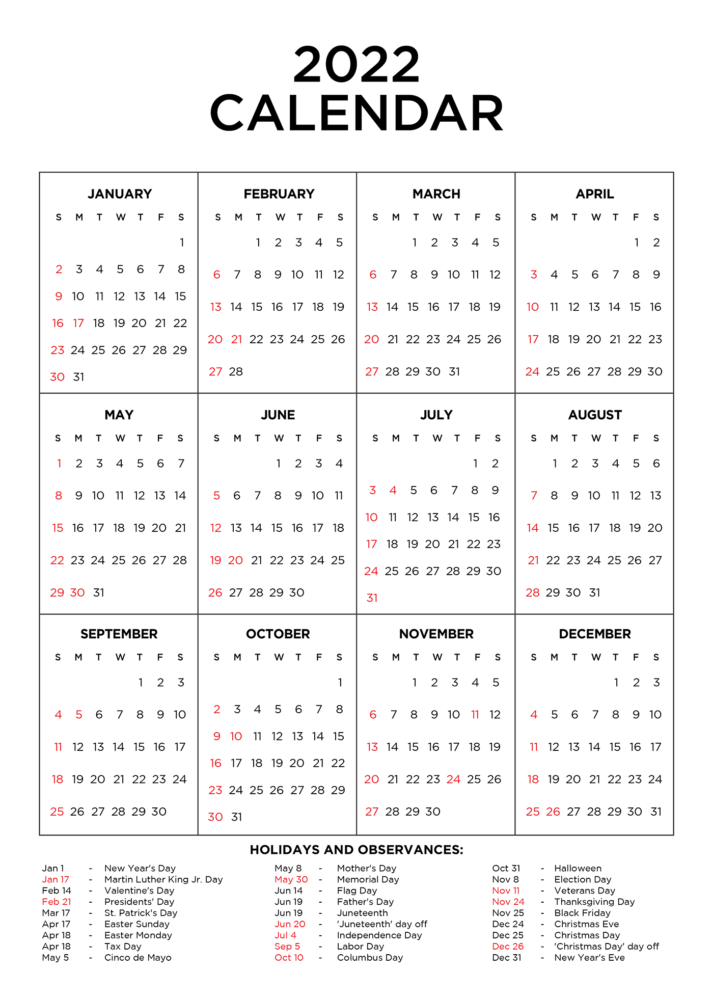 2022
CALENDAR
JANUARY
S M T W T F S
1
2 3 4 5 6 7 8
9 10 11 12 13 14 15
16 17 18 19 20 21 22
23 24 25 26 27 28 29
30 31
FEBRUARY
S M T W T F S
1 2 3 4 5
6 7 8 9 10 11 12
13 14 15 16 17 18 19
20 21 22 23 24 25 26
27 28
MARCH
S M T W T F S
1 2 3 4 5
6 7 8 9 10 11 12
13 14 15 16 17 18 19
20 21 22 23 24 25 26
27 28 29 30 31
APRIL
S M T W T F S
1 2
3 4 5 6 7 8 9
10 11 12 13 14 15 16
17 18 19 20 21 22 23
24 25 26 27 28 29 30
MAY
S M T W T F S
1 2 3 4 5 6 7
8 9 10 11 12 13 14
15 16 17 18 19 20 21
22 23 24 25 26 27 28
29 30 31
JUNE
S M T W T F S
1 2 3 4
5 6 7 8 9 10 11
12 13 14 15 16 17 18
19 20 21 22 23 24 25
26 27 28 29 30
JULY
S M T W T F S
1 2
3 4 5 6 7 8 9
10 11 12 13 14 15 16
17 18 19 20 21 22 23
24 25 26 27 28 29 30
31
AUGUST
S M T W T F S
1 2 3 4 5 6
7 8 9 10 11 12 13
14 15 16 17 18 19 20
21 22 23 24 25 26 27
28 29 30 31
SEPTEMBER
S M T W T F S
1 2 3
4 5 6 7 8 9 10
11 12 13 14 15 16 17
18 19 20 21 22 23 24
25 26 27 28 29 30
OCTOBER
S M T W T F S
1
2 3 4 5 6 7 8
9 10 11 12 13 14 15
16 17 18 19 20 21 22
23 24 25 26 27 28 29
30 31
NOVEMBER
S M T W T F S
1 2 3 4 5
6 7 8 9 10 11 12
13 14 15 16 17 18 19
20 21 22 23 24 25 26
27 28 29 30
DECEMBER
S M T W T F S
1 2 3
4 5 6 7 8 9 10
11 12 13 14 15 16 17
18 19 20 21 22 23 24
25 26 27 28 29 30 31
HOLIDAYS AND OBSERVANCES:
Jan 1 - New Year's Day
Jan 17 - Martin Luther King Jr. Day
Feb 14 - Valentine's Day
Feb 21 - Presidents' Day
Mar 17 - St. Patrick's Day
Apr 17 - Easter Sunday
Apr 18 - Easter Monday
Apr 18 - Tax Day
May 5 - Cinco de Mayo
May 8 - Mother's Day
May 30 - Memorial Day
Jun 14 - Flag Day
Jun 19 - Father's Day
Jun 19 - Juneteenth
Jun 20 - 'Juneteenth' day off
Jul 4 - Independence Day
Sep 5 - Labor Day
Oct 10 - Columbus Day
Oct 31 - Halloween
Nov 8 - Election Day
Nov 11 - Veterans Day
Nov 24 - Thanksgiving Day
Nov 25 - Black Friday
Dec 24 - Christmas Eve
Dec 25 - Christmas Day
Dec 26 - 'Christmas Day' day off
Dec 31 - New Year's Eve